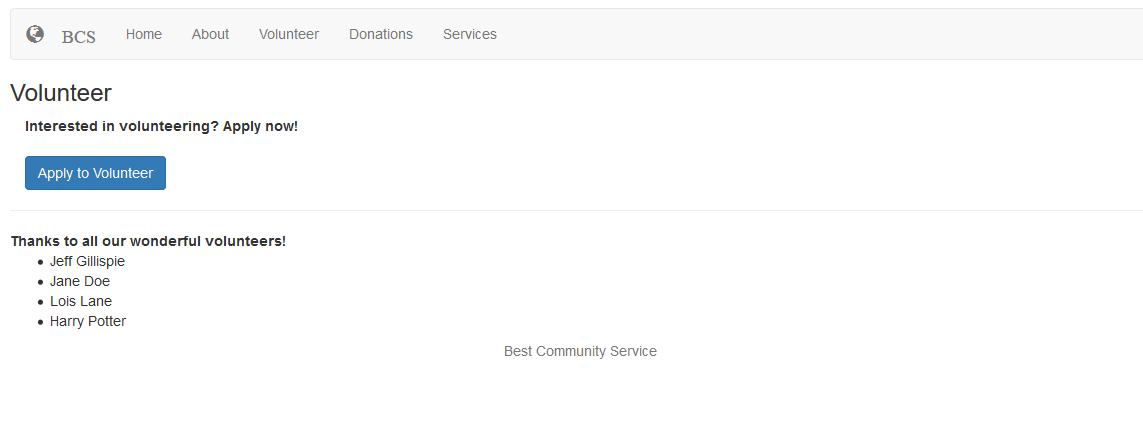 BCS Home About Volunteer Donations Services
Volunteer
Interested in volunteering? Apply now!
Apply to Volunteer
Thanks to all our wonderful volunteers!
Jeff Gillispie
Jane Doe
Lois Lane
Harry Potter
Best Community Service